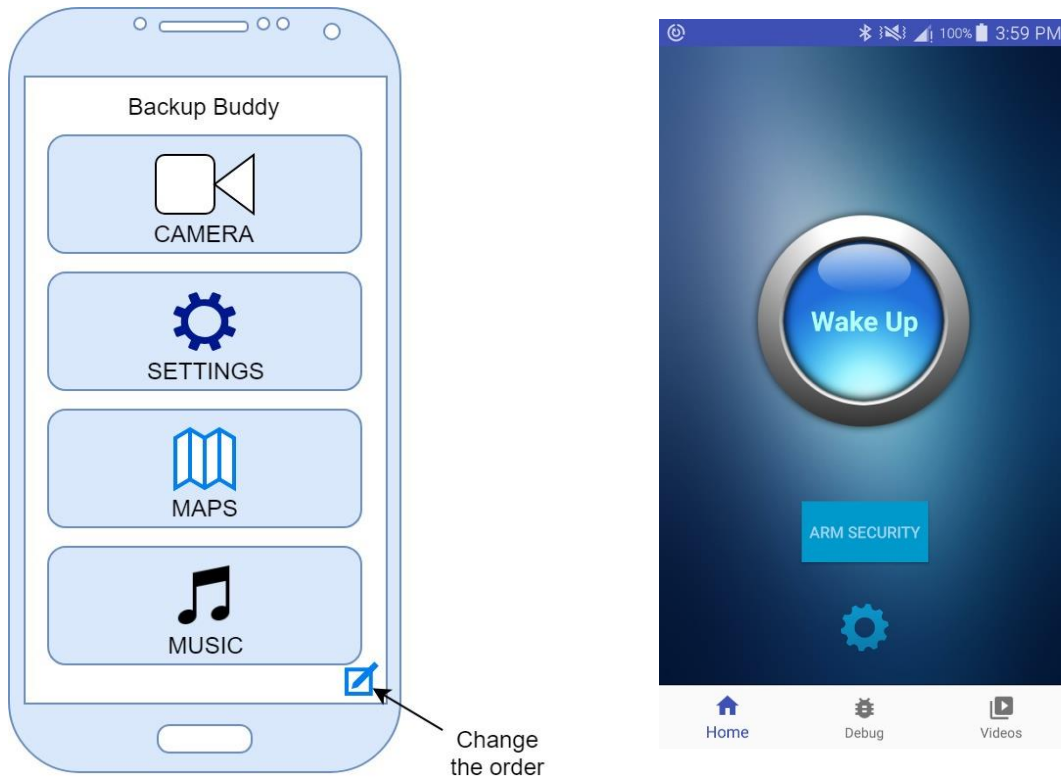 Backup Buddy
CAMERA
SETTINGS
MAPS
MUSIC
Change
the order
100% 3:59 PM
Wake Up
ARM SECURITY
Home Debug Videos